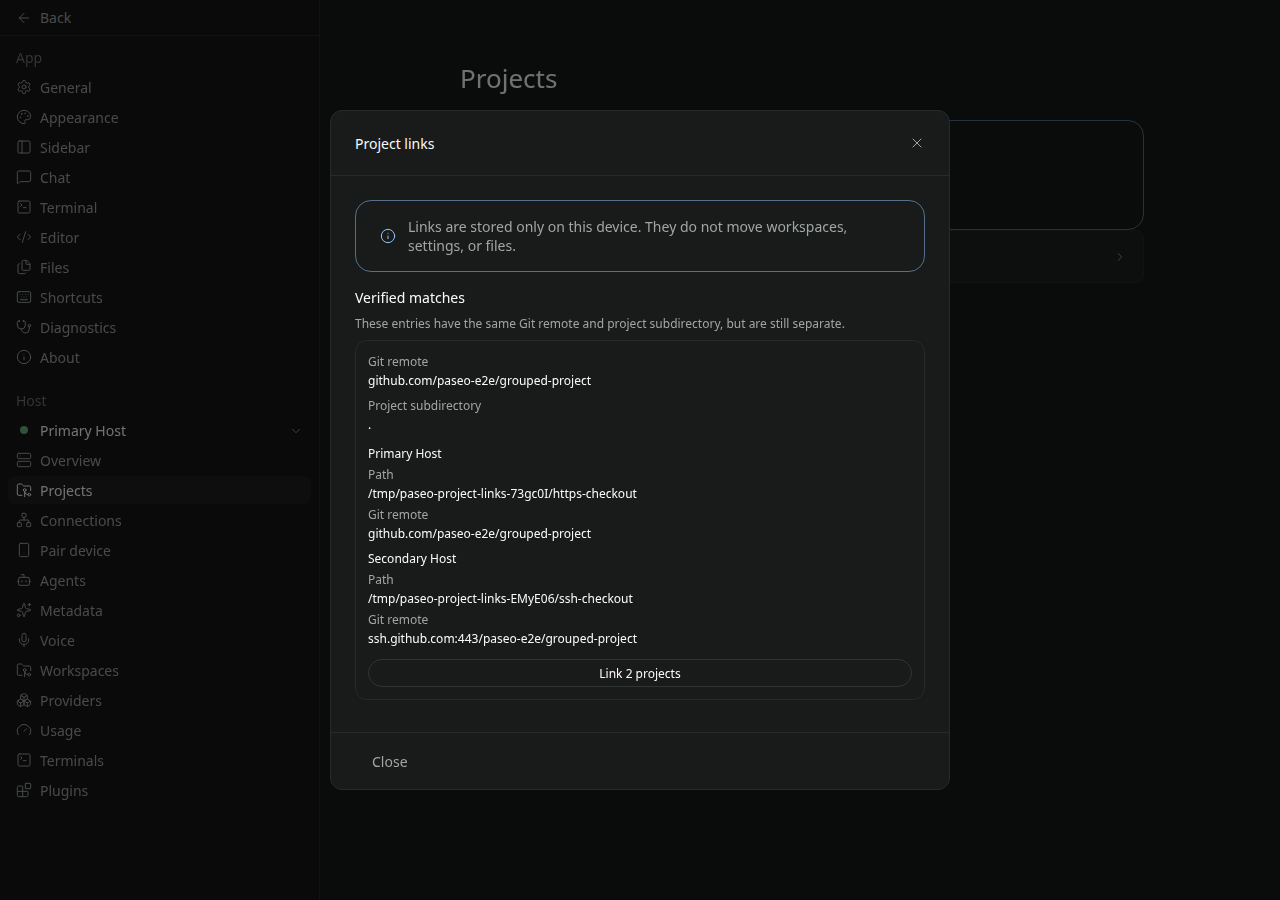 Back
App
General
Appearance
Sidebar
Chat
Terminal
Editor
Files
Shortcuts
Diagnostics
About
Host
Primary Host
Overview
Projects
Connections
Pair device
Agents
Metadata
Voice
Workspaces
Providers
Usage
Terminals
Plugins
Projects
Project links
Links are stored only on this device. They do not move workspaces,
settings, or files.
Verified matches
These entries have the same Git remote and project subdirectory, but are still separate.
Git remote
github.com/paseo-e2e/grouped-project
Project subdirectory
.
Primary Host
Path
/tmp/paseo-project-links-73gc0I/https-checkout
Git remote
github.com/paseo-e2e/grouped-project
Secondary Host
Path
/tmp/paseo-project-links-EMyE06/ssh-checkout
Git remote
ssh.github.com:443/paseo-e2e/grouped-project
Link 2 projects
Close